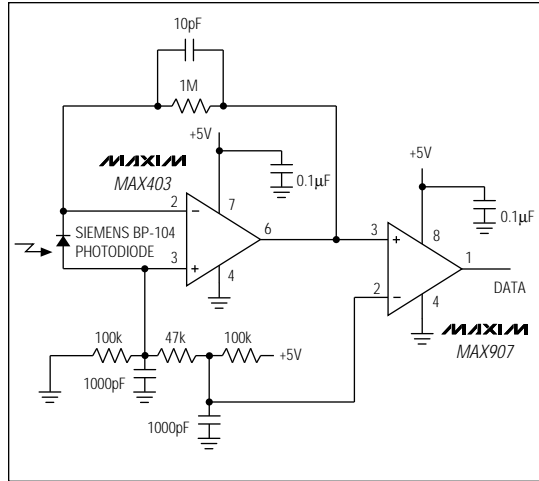 10pF
1M
+5V
MAXIM
MAX403
0.1µF
+5V
0.1µF
2
7
SIEMENS BP-104
PHOTODIODE
6
3
8
3
4
1
DATA
2
4
MAXIM
MAX907
100k
47k
100k
+5V
1000pF
1000pF